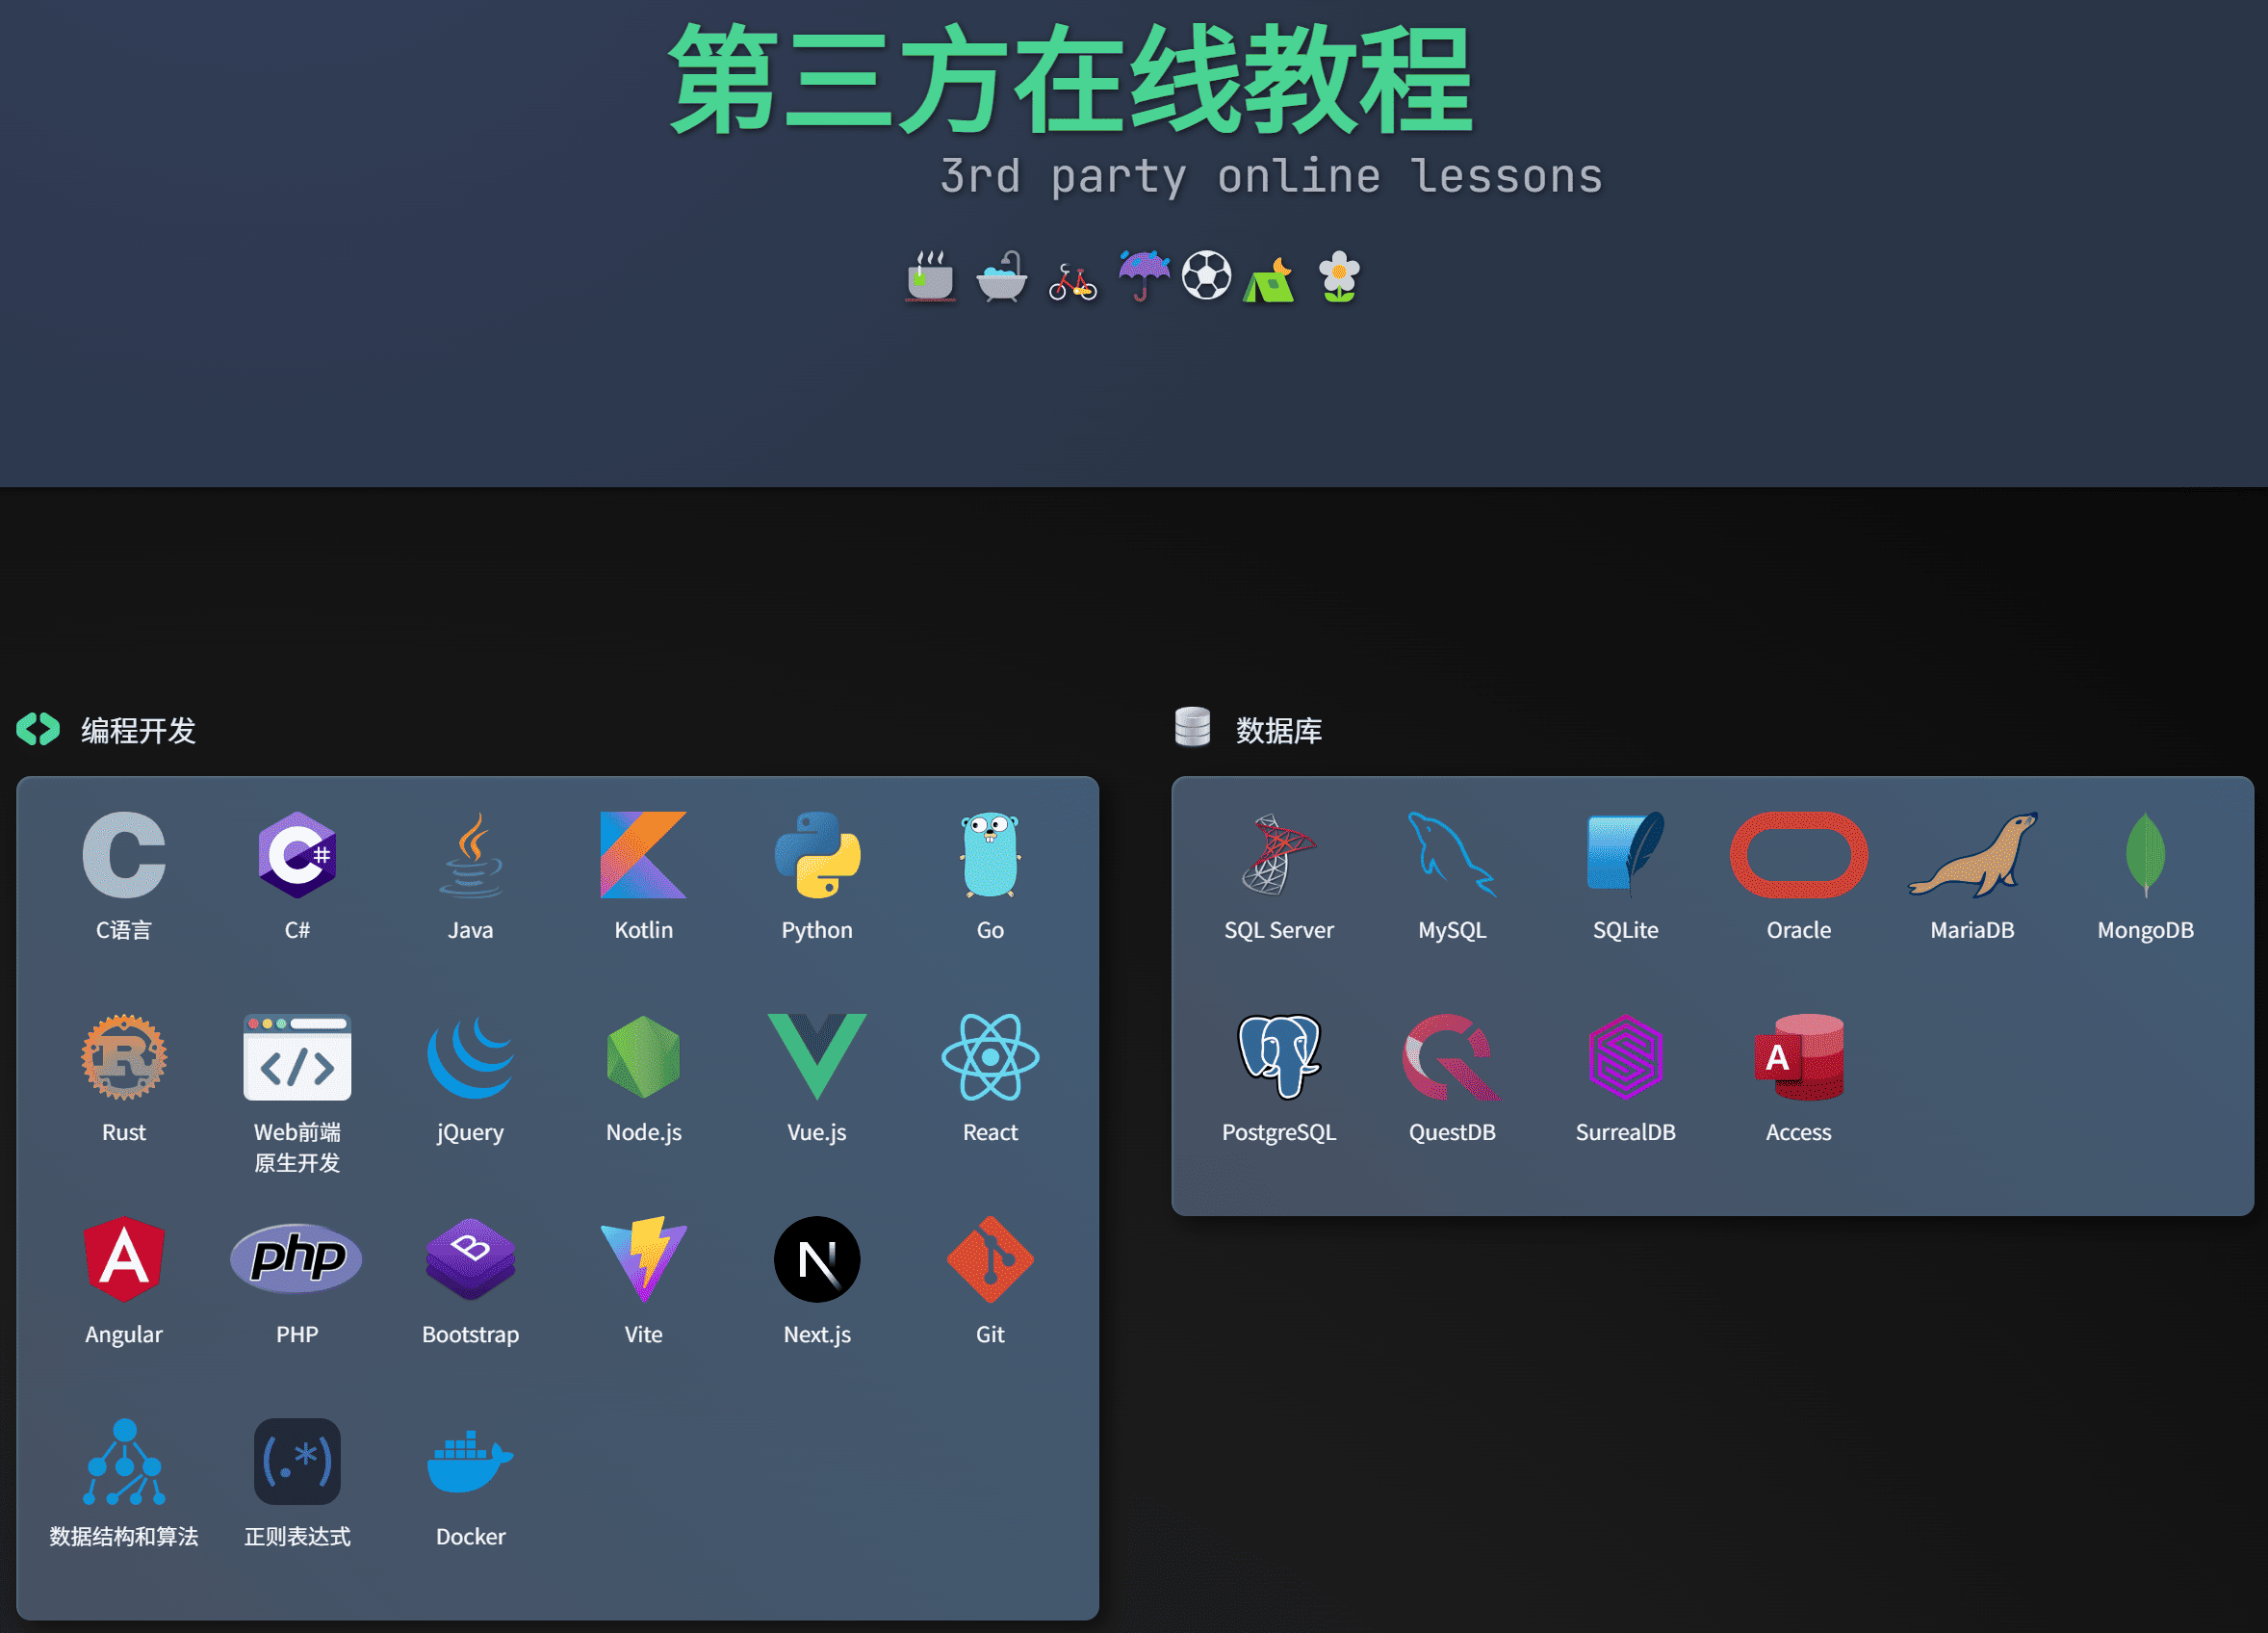 第三方在线教程
3rd party online lessons
编程开发
C语言
C#
Java
Kotlin
Python
Go
Rust
Web前端
原生开发
jQuery
Node.js
Vue.js
React
php
Angular
PHP
Bootstrap
Vite
Next.js
Git
(.*)
数据结构和算法
正则表达式
Docker
数据库
SQL Server
MySQL
SQLite
Oracle
MariaDB
MongoDB
A
PostgreSQL
QuestDB
SurrealDB
Access